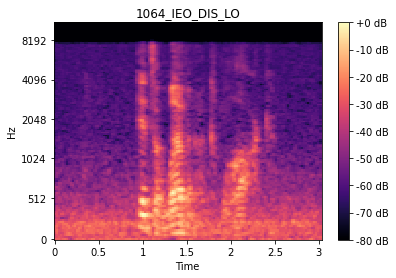 1064_IEO_DIS_LO
Hz
8192
4096
2048
1024
512
0
0 0.5 1 1.5 2 2.5 3
Time
+0 dB
-10 dB
-20 dB
-30 dB
-40 dB
-50 dB
-60 dB
-70 dB
-80 dB